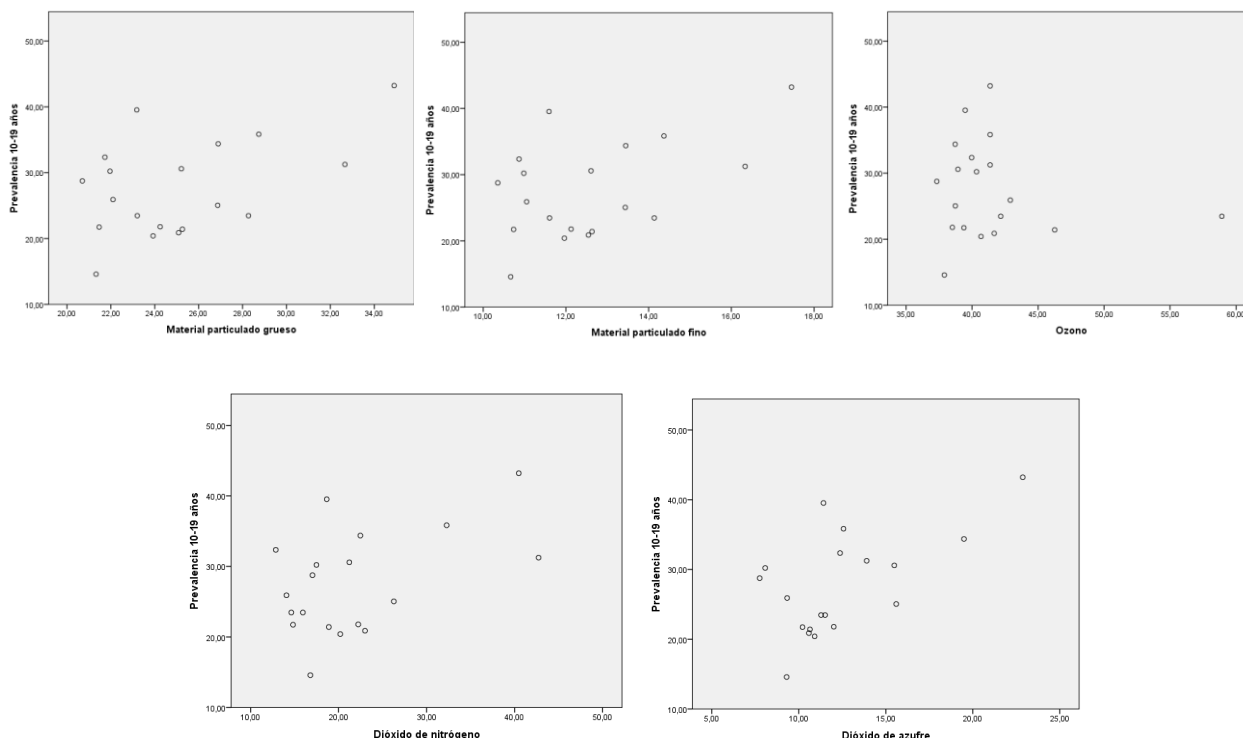 Prevalencia 10-19 años
50,00
40,00
30,00
20,00
10,00
20,00 22,00 24,00 26,00 28,00 30,00 32,00 34,00
Material particulado grueso
Prevalencia 10-19 años
50,00
40,00
30,00
20,00
10,00
10,00 12,00 14,00 16,00 18,00
Material particulado fino
Prevalencia 10-19 años
50,00
40,00
30,00
20,00
10,00
35,00 40,00 45,00 50,00 55,00 60,00
Ozono
Prevalencia 10-19 años
50,00
40,00
30,00
20,00
10,00
10,00 20,00 30,00 40,00 50,00
Dióxido de nitrógeno
Prevalencia 10-19 años
50,00
40,00
30,00
20,00
10,00
5,00 10,00 15,00 20,00 25,00
Dióxido de azufre